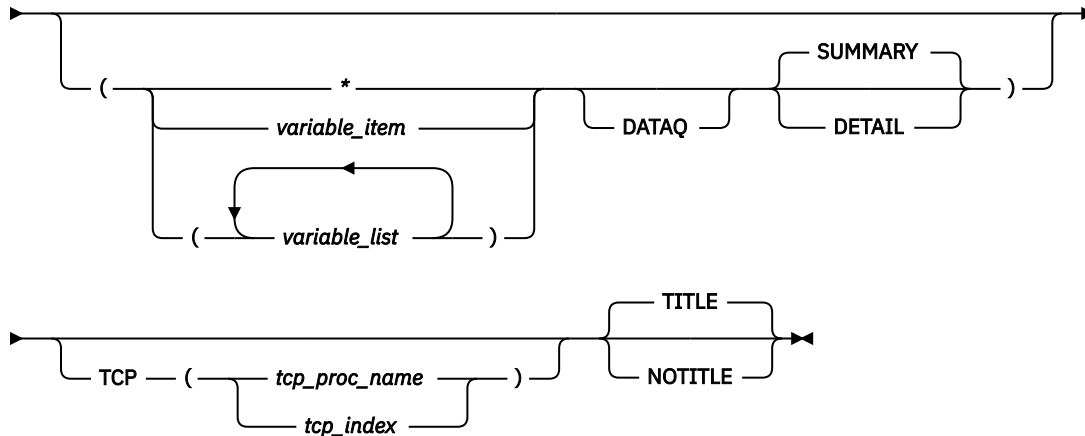 SUMMARY
( * )
variable_item DATAQ DETAIL
( variable_list )
TITLE
TCP ( tcp_proc_name ) NOTITLE
tcp_index